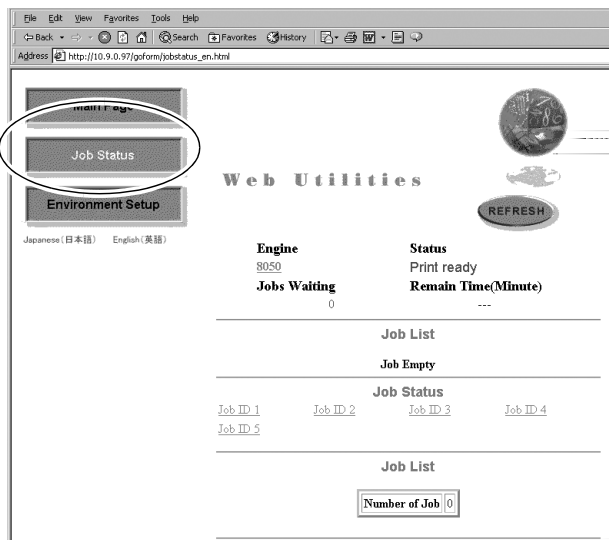 File Edit View Favorites Tools Help
Back Search Favorites History
Address http://10.9.0.97/goform/jobstatus_en.html
Main Page
Job Status
Environment Setup
Japanese(日本語) English(英語)
Web Utilities
REFRESH
Engine Status
8050 Print ready
Jobs Waiting Remain Time(Minute)
0 ---
Job List
Job Empty
Job Status
Job ID 1 Job ID 2 Job ID 3 Job ID 4
Job ID 5
Job List
Number of Job 0